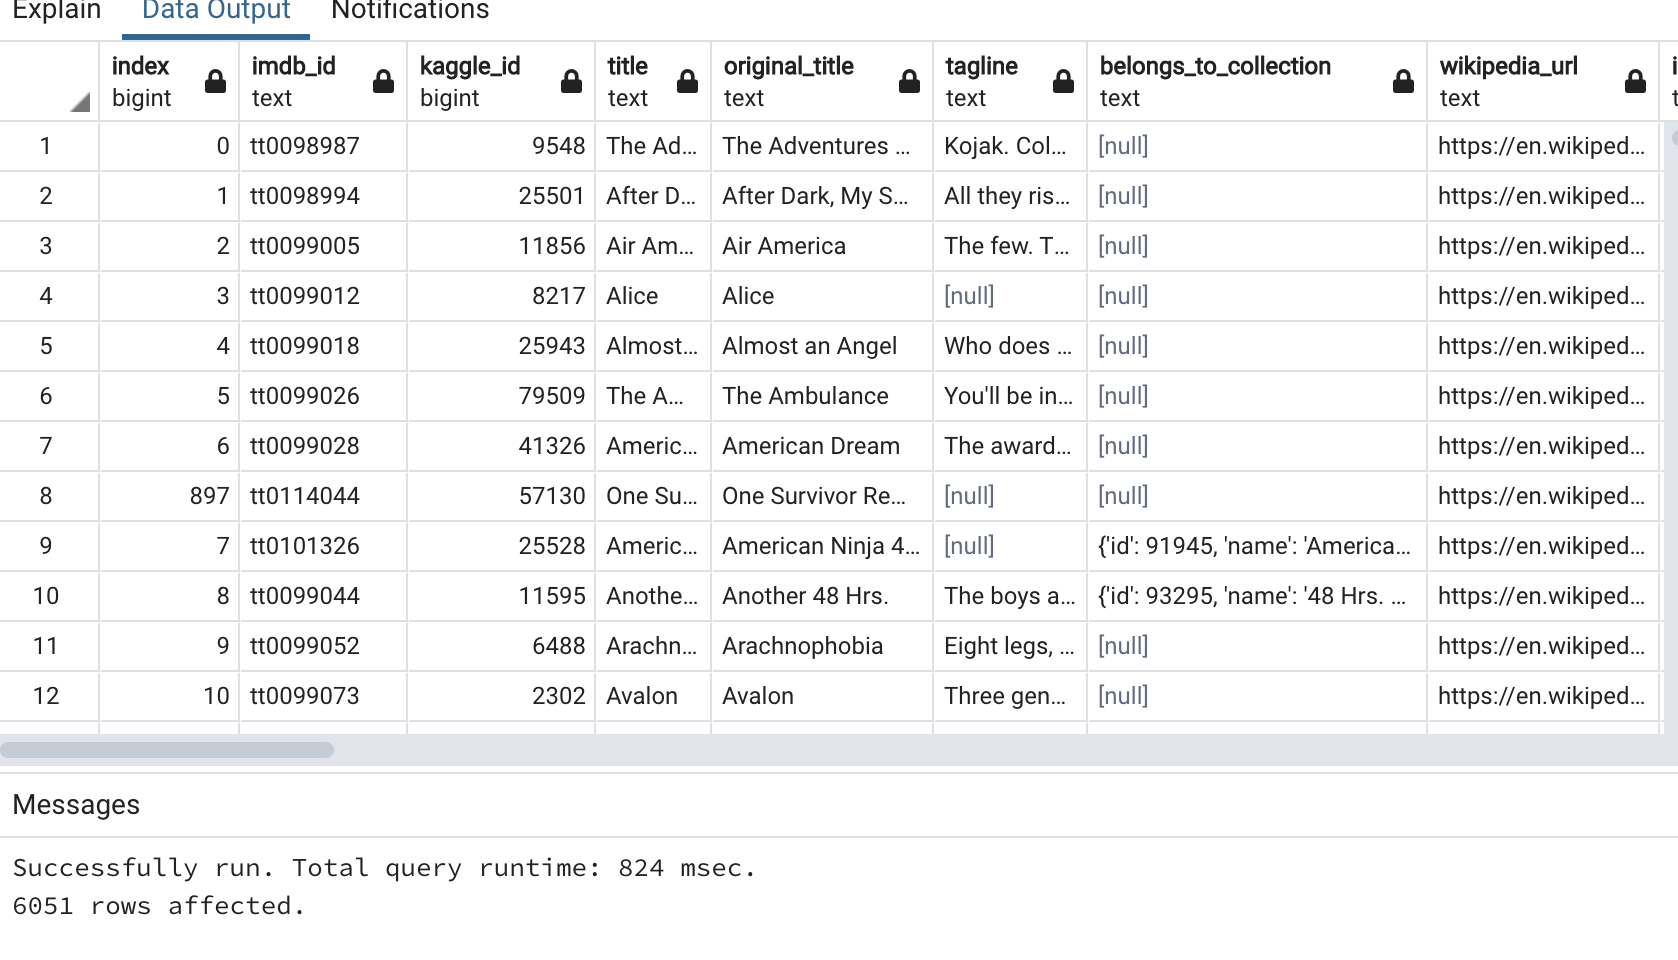 Explain Data Output Notifications
index imdb_id kaggle_id title original_title tagline belongs_to_collection wikipedia_url
bigint text bigint text text text text text
1 0 tt0098987 9548 The Ad... The Adventures ... Kojak. Col... [null] https://en.wikiped...
2 1 tt0098994 25501 After D... After Dark, My S... All they ris... [null] https://en.wikiped...
3 2 tt0099005 11856 Air Am... Air America The few. T... [null] https://en.wikiped...
4 3 tt0099012 8217 Alice Alice [null] [null] https://en.wikiped...
5 4 tt0099018 25943 Almost... Almost an Angel Who does ... [null] https://en.wikiped...
6 5 tt0099026 79509 The A... The Ambulance You'll be in... [null] https://en.wikiped...
7 6 tt0099028 41326 Americ... American Dream The award... [null] https://en.wikiped...
8 897 tt0114044 57130 One Su... One Survivor Re... [null] [null] https://en.wikiped...
9 7 tt0101326 25528 Americ... American Ninja 4... [null] {'id': 91945, 'name': 'America... https://en.wikiped...
10 8 tt0099044 11595 Anothe... Another 48 Hrs. The boys a... {'id': 93295, 'name': '48 Hrs. ... https://en.wikiped...
11 9 tt0099052 6488 Arachn... Arachnophobia Eight legs, ... [null] https://en.wikiped...
12 10 tt0099073 2302 Avalon Avalon Three gen... [null] https://en.wikiped...
Messages
Successfully run. Total query runtime: 824 msec.
6051 rows affected.